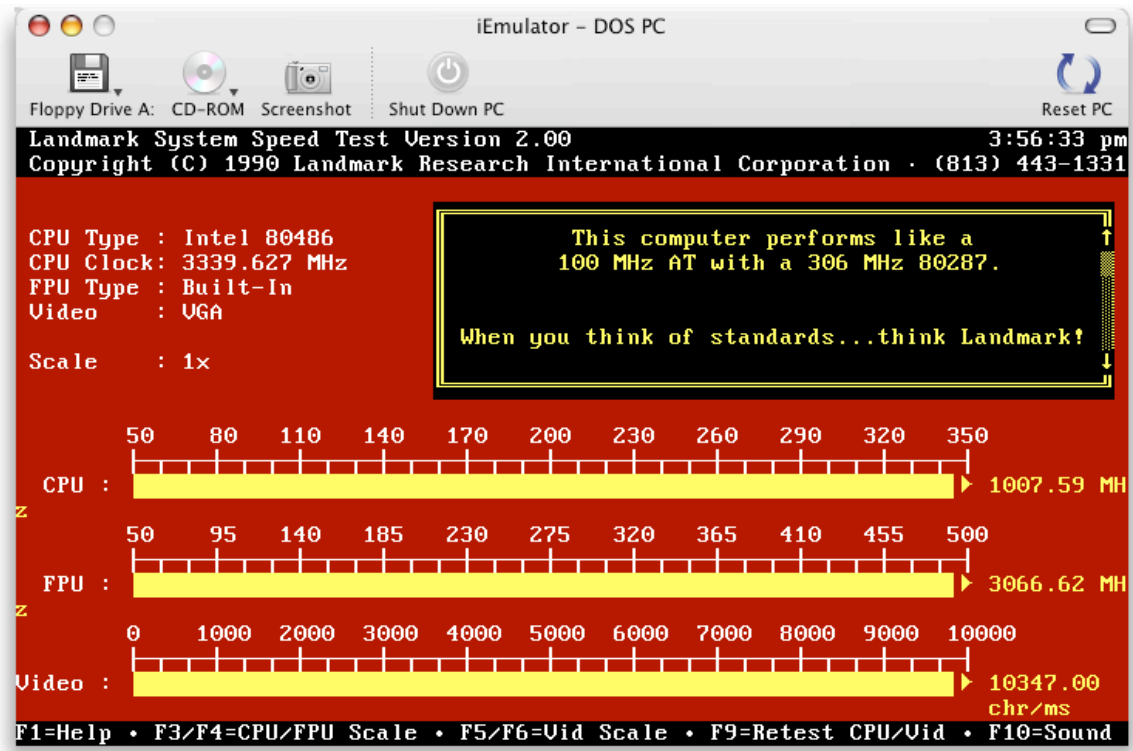 iEmulator – DOS PC
Floppy Drive A: CD-ROM Screenshot Shut Down PC Reset PC
Landmark System Speed Test Version 2.00 3:56:33 pm
Copyright (C) 1990 Landmark Research International Corporation · (813) 443-1331
CPU Type : Intel 80486
CPU Clock: 3339.627 MHz
FPU Type : Built-In
Video : VGA
Scale : 1x
This computer performs like a
100 MHz AT with a 306 MHz 80287.
When you think of standards...think Landmark!
50 80 110 140 170 200 230 260 290 320 350
CPU : 1007.59 MH
z
50 95 140 185 230 275 320 365 410 455 500
FPU : 3066.62 MH
z
0 1000 2000 3000 4000 5000 6000 7000 8000 9000 10000
Video : 10347.00
chr/ms
F1=Help • F3/F4=CPU/FPU Scale • F5/F6=Vid Scale • F9=Retest CPU/Vid • F10=Sound